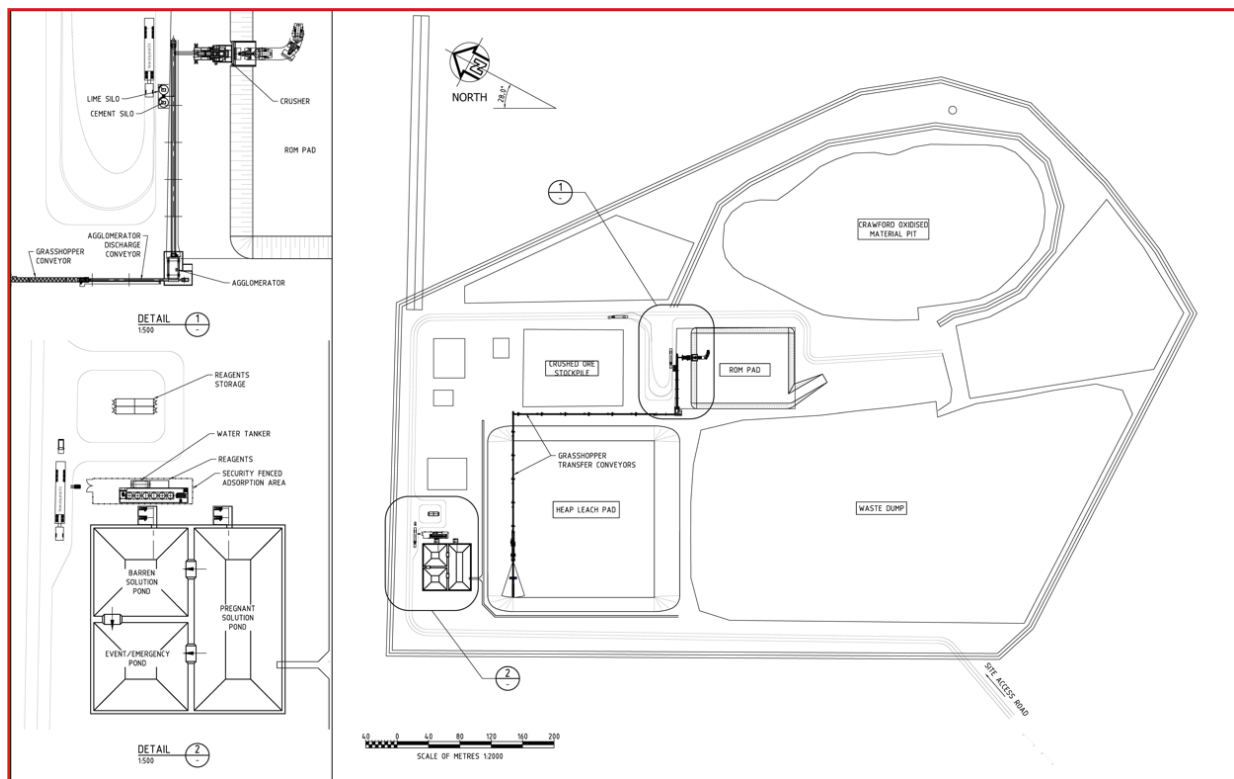 LIME SILO
CEMENT SILO
CRUSHER
ROM PAD
AGGLOMERATOR
DISCHARGE
CONVEYOR
GRASSHOPPER
CONVEYOR
AGGLOMERATOR
DETAIL 1
1:500 -
REAGENTS
STORAGE
WATER TANKER
REAGENTS
SECURITY FENCED
ADSORPTION AREA
BARREN
SOLUTION
POND
PREGNANT
SOLUTION
POND
EVENT/EMERGENCY
POND
DETAIL 2
1:500 -
N
NORTH
28.0°
1
-
CRAWFORD OXIDISED
MATERIAL PIT
CRUSHED ORE
STOCKPILE
ROM PAD
GRASSHOPPER
TRANSFER CONVEYORS
HEAP LEACH PAD
WASTE DUMP
2
-
SITE ACCESS ROAD
40 0 40 80 120 160 200
SCALE OF METRES 1:2000